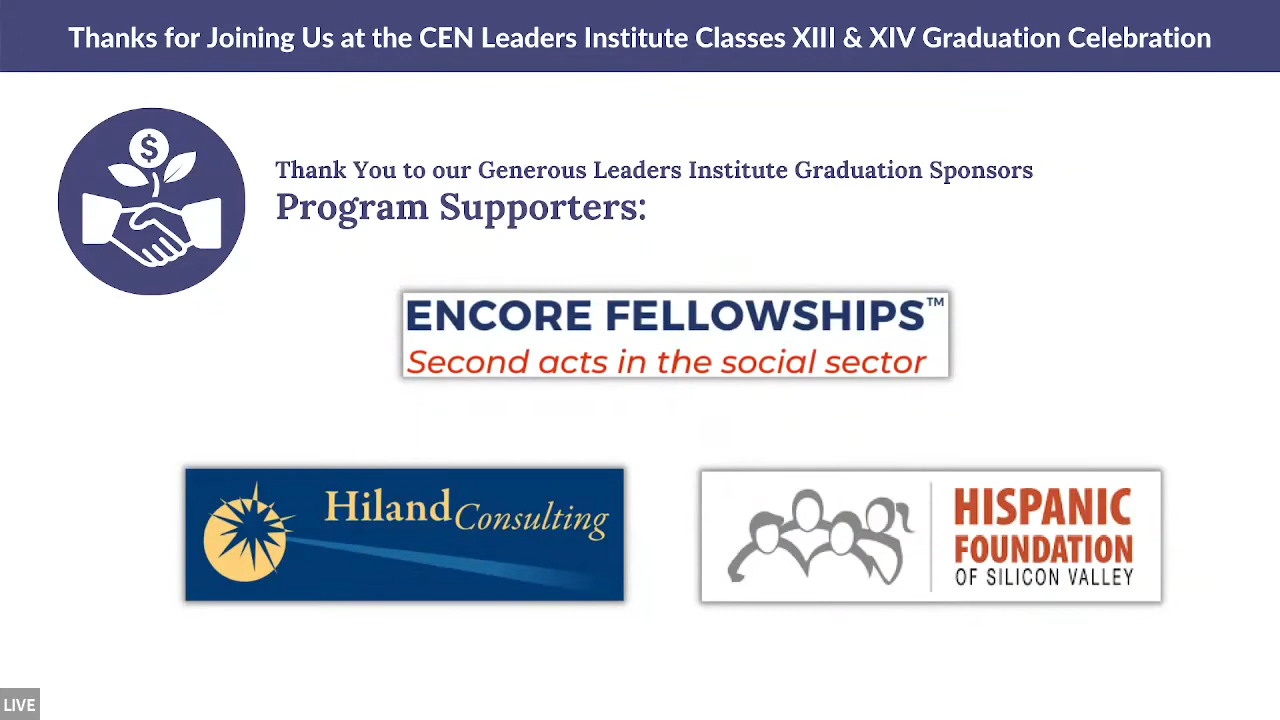 Thanks for Joining Us at the CEN Leaders Institute Classes XIII & XIV Graduation Celebration
$
Thank You to our Generous Leaders Institute Graduation Sponsors
Program Supporters:
ENCORE FELLOWSHIPS™
Second acts in the social sector
Hiland Consulting
HISPANIC
FOUNDATION
OF SILICON VALLEY
LIVE